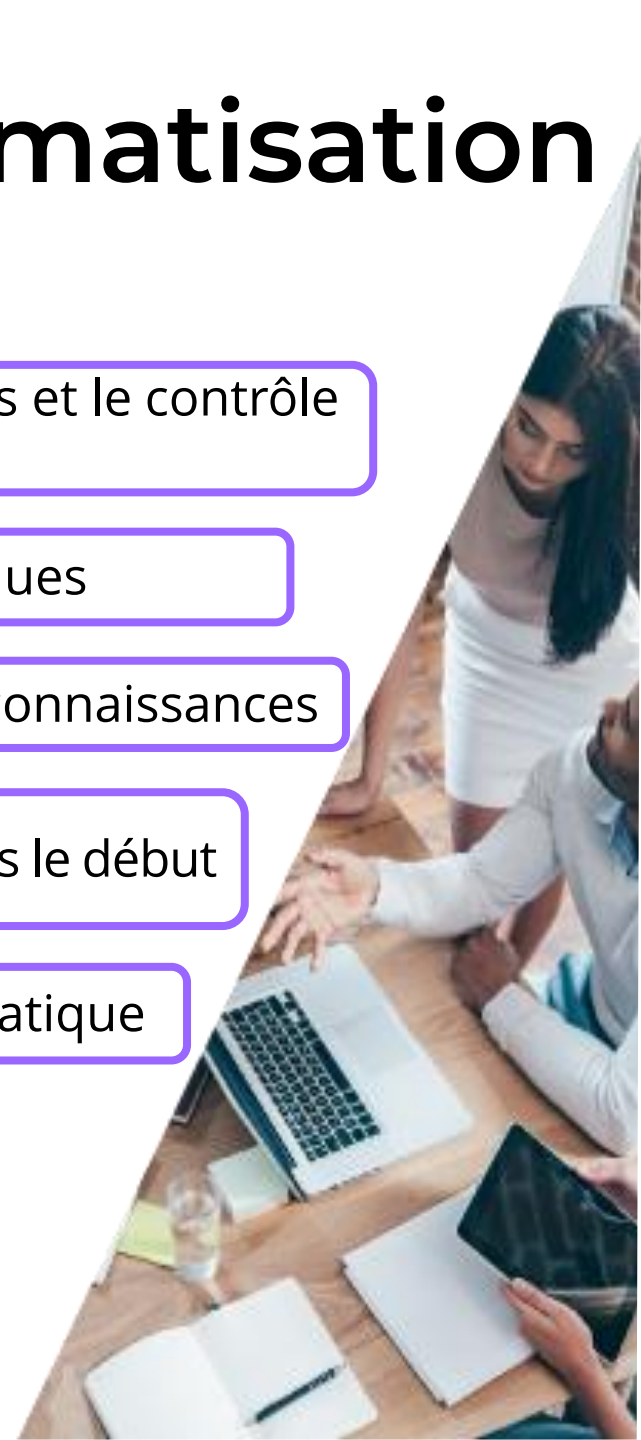 matisation
s et le contrôle
ues
onnaissances
s le début
atique